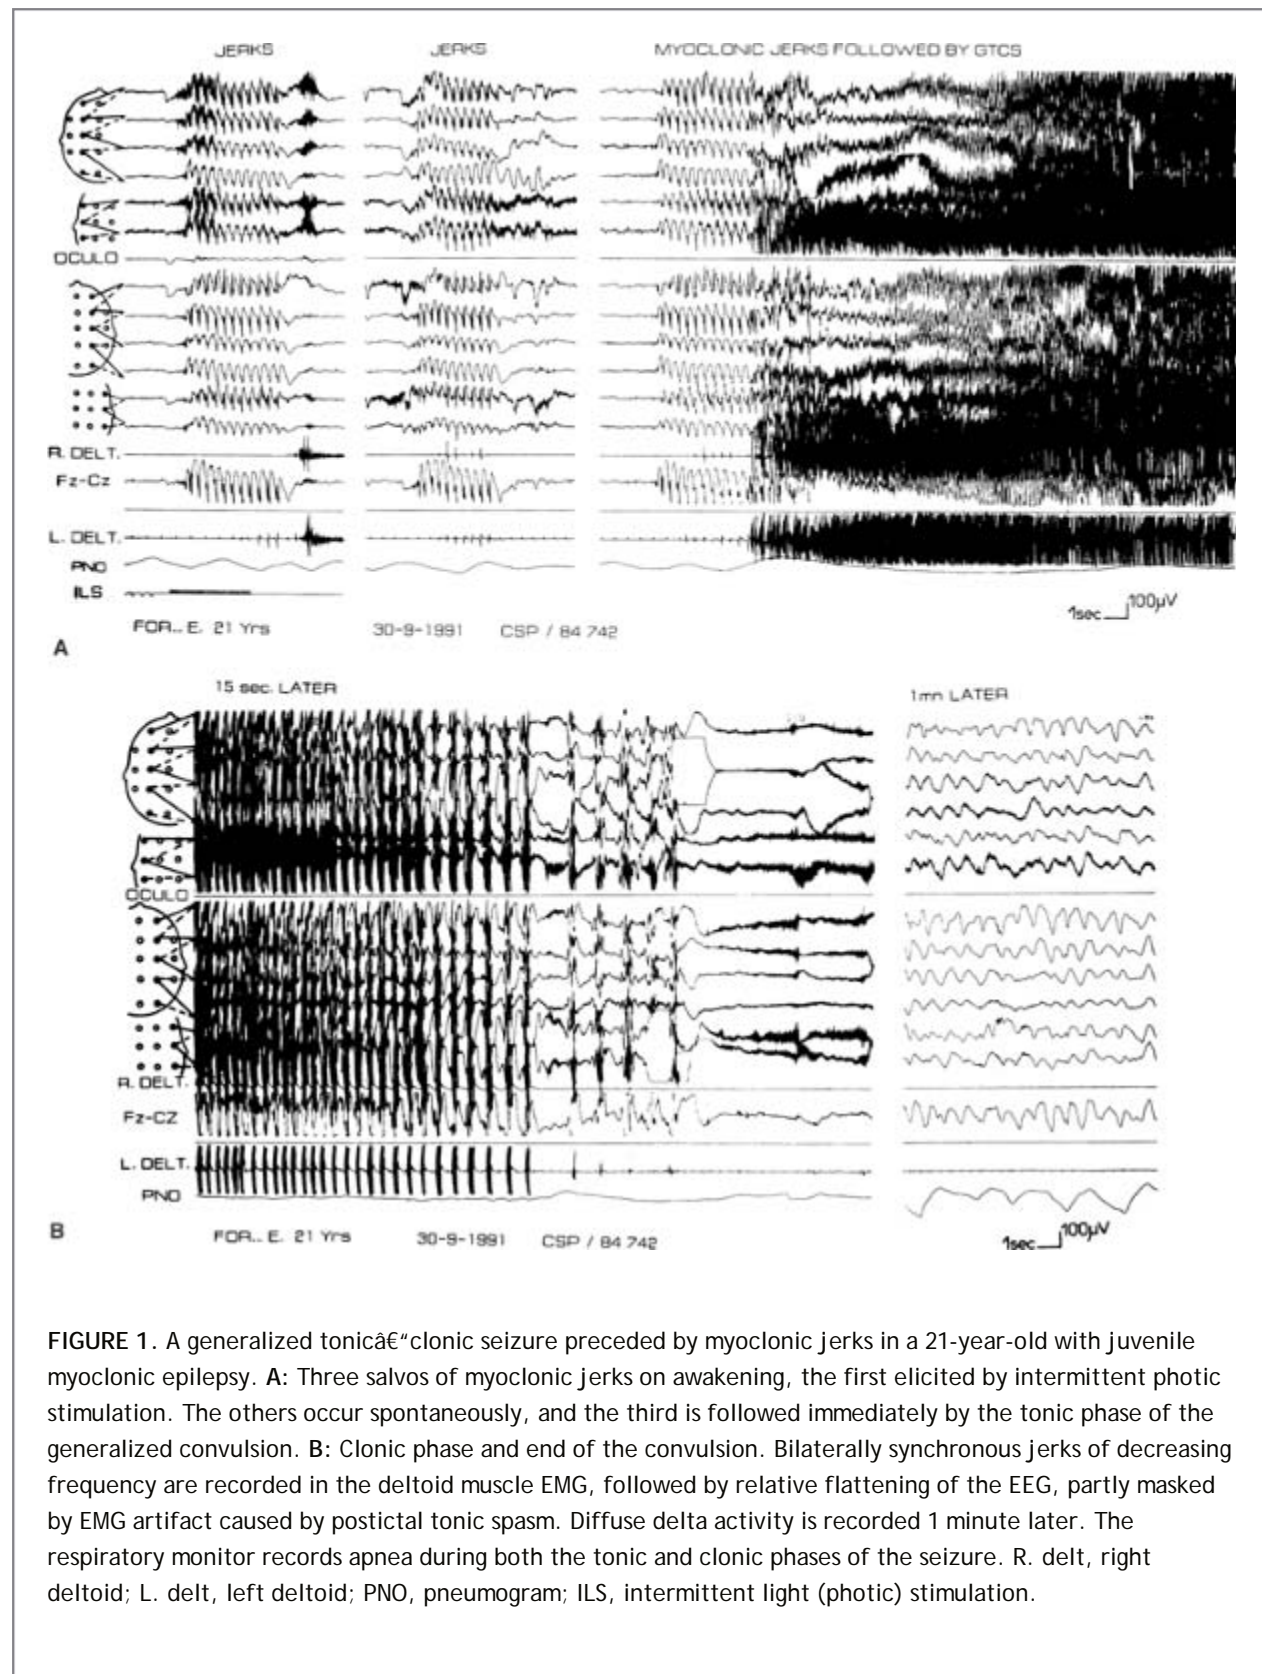 JERKS JERKS MYOCLONIC JERKS FOLLOWED BY GTCS
OCULO
R. DELT.
Fz-Cz
L. DELT.
PNO
ILS
1sec 100µV
FOR... E. 21 Yrs 30-9-1991 CSP / 84 742
A
15 sec. LATER 1mn LATER
OCULO
R. DELT.
Fz-CZ
L. DELT.
PNO
B
FOR... E. 21 Yrs 30-9-1991 CSP / 84 742
1sec 100µV
FIGURE 1. A generalized tonicâ€“clonic seizure preceded by myoclonic jerks in a 21-year-old with juvenile
myoclonic epilepsy. A: Three salvos of myoclonic jerks on awakening, the first elicited by intermittent photic
stimulation. The others occur spontaneously, and the third is followed immediately by the tonic phase of the
generalized convulsion. B: Clonic phase and end of the convulsion. Bilaterally synchronous jerks of decreasing
frequency are recorded in the deltoid muscle EMG, followed by relative flattening of the EEG, partly masked
by EMG artifact caused by postictal tonic spasm. Diffuse delta activity is recorded 1 minute later. The
respiratory monitor records apnea during both the tonic and clonic phases of the seizure. R. delt, right
deltoid; L. delt, left deltoid; PNO, pneumogram; ILS, intermittent light (photic) stimulation.